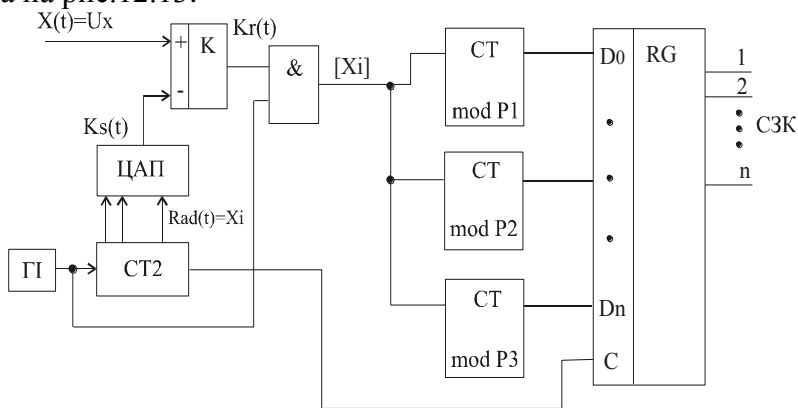 а на рис.12.13.
X(t)=Ux
+
K
-
Kr(t)
&
[Xi]
Ks(t)
ЦАП
Rad(t)=Xi
ГІ
CT2
CT
mod P1
CT
mod P2
CT
mod P3
D0
RG
Dn
C
1
2
n
СЗК